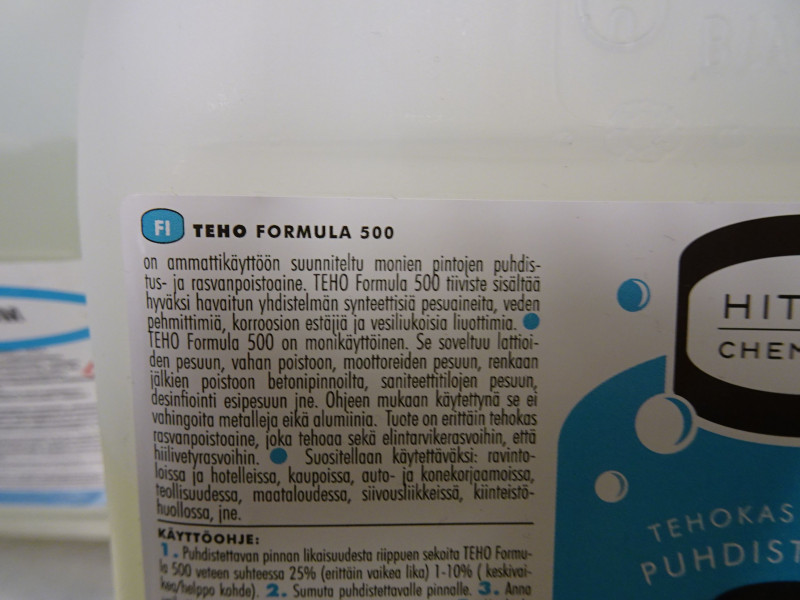 FI TEHO FORMULA 500
on ammattikäyttöön suunniteltu monien pintojen puhdis-
tus- ja rasvanpoistoaine. TEHO Formula 500 tiiviste sisältää
hyväksi havaitun yhdistelmän synteettisiä pesuaineita, veden
pehmittimiä, korroosion estäjiä ja vesiliukoisia liuottimia.
TEHO Formula 500 on monikäyttöinen. Se soveltuu lattioi-
den pesuun, vahan poistoon, moottoreiden pesuun, renkaan
jälkien poistoon betonipinnoilta, saniteettitilojen pesuun,
desinfiointi esipesuun jne. Ohjeen mukaan käytettynä se ei
vahingoita metalleja eikä alumiinia. Tuote on erittäin tehokas
rasvanpoistoaine, joka tehoaa sekä elintarvikerasvoihin, että
hiilivetyrasvoihin. Suositellaan käytettäväksi: ravinto-
loissa ja hotelleissa, kaupoissa, auto- ja konekorjaamoissa,
teollisuudessa, maataloudessa, siivousliikkeissä, kiinteistö-
huollossa, jne.
KÄYTTÖOHJE:
1. Puhdistettavan pinnan likaisuudesta riippuen sekoita TEHO Formu-
la 500 veteen suhteessa 25% (erittäin vaikea lika) 1-10% ( keskivai-
kea/helppo kohde). 2. Sumuta puhdistettavalle pinnalle. 3. Anna
HIT
CHEM
TEHOKAS
PUHDIST